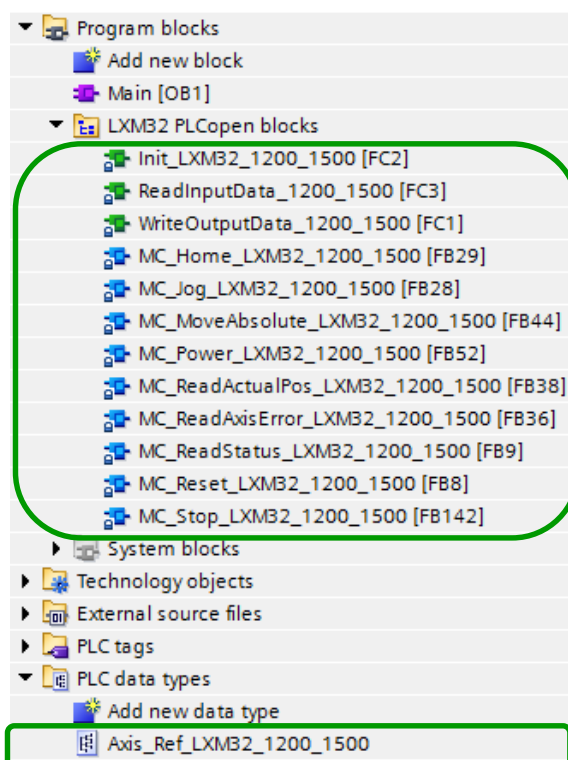 Program blocks
Add new block
Main [OB1]
LXM32 PLCopen blocks
Init_LXM32_1200_1500 [FC2]
ReadInputData_1200_1500 [FC3]
WriteOutputData_1200_1500 [FC1]
MC_Home_LXM32_1200_1500 [FB29]
MC_Jog_LXM32_1200_1500 [FB28]
MC_MoveAbsolute_LXM32_1200_1500 [FB44]
MC_Power_LXM32_1200_1500 [FB52]
MC_ReadActualPos_LXM32_1200_1500 [FB38]
MC_ReadAxisError_LXM32_1200_1500 [FB36]
MC_ReadStatus_LXM32_1200_1500 [FB9]
MC_Reset_LXM32_1200_1500 [FB8]
MC_Stop_LXM32_1200_1500 [FB142]
System blocks
Technology objects
External source files
PLC tags
PLC data types
Add new data type
Axis_Ref_LXM32_1200_1500